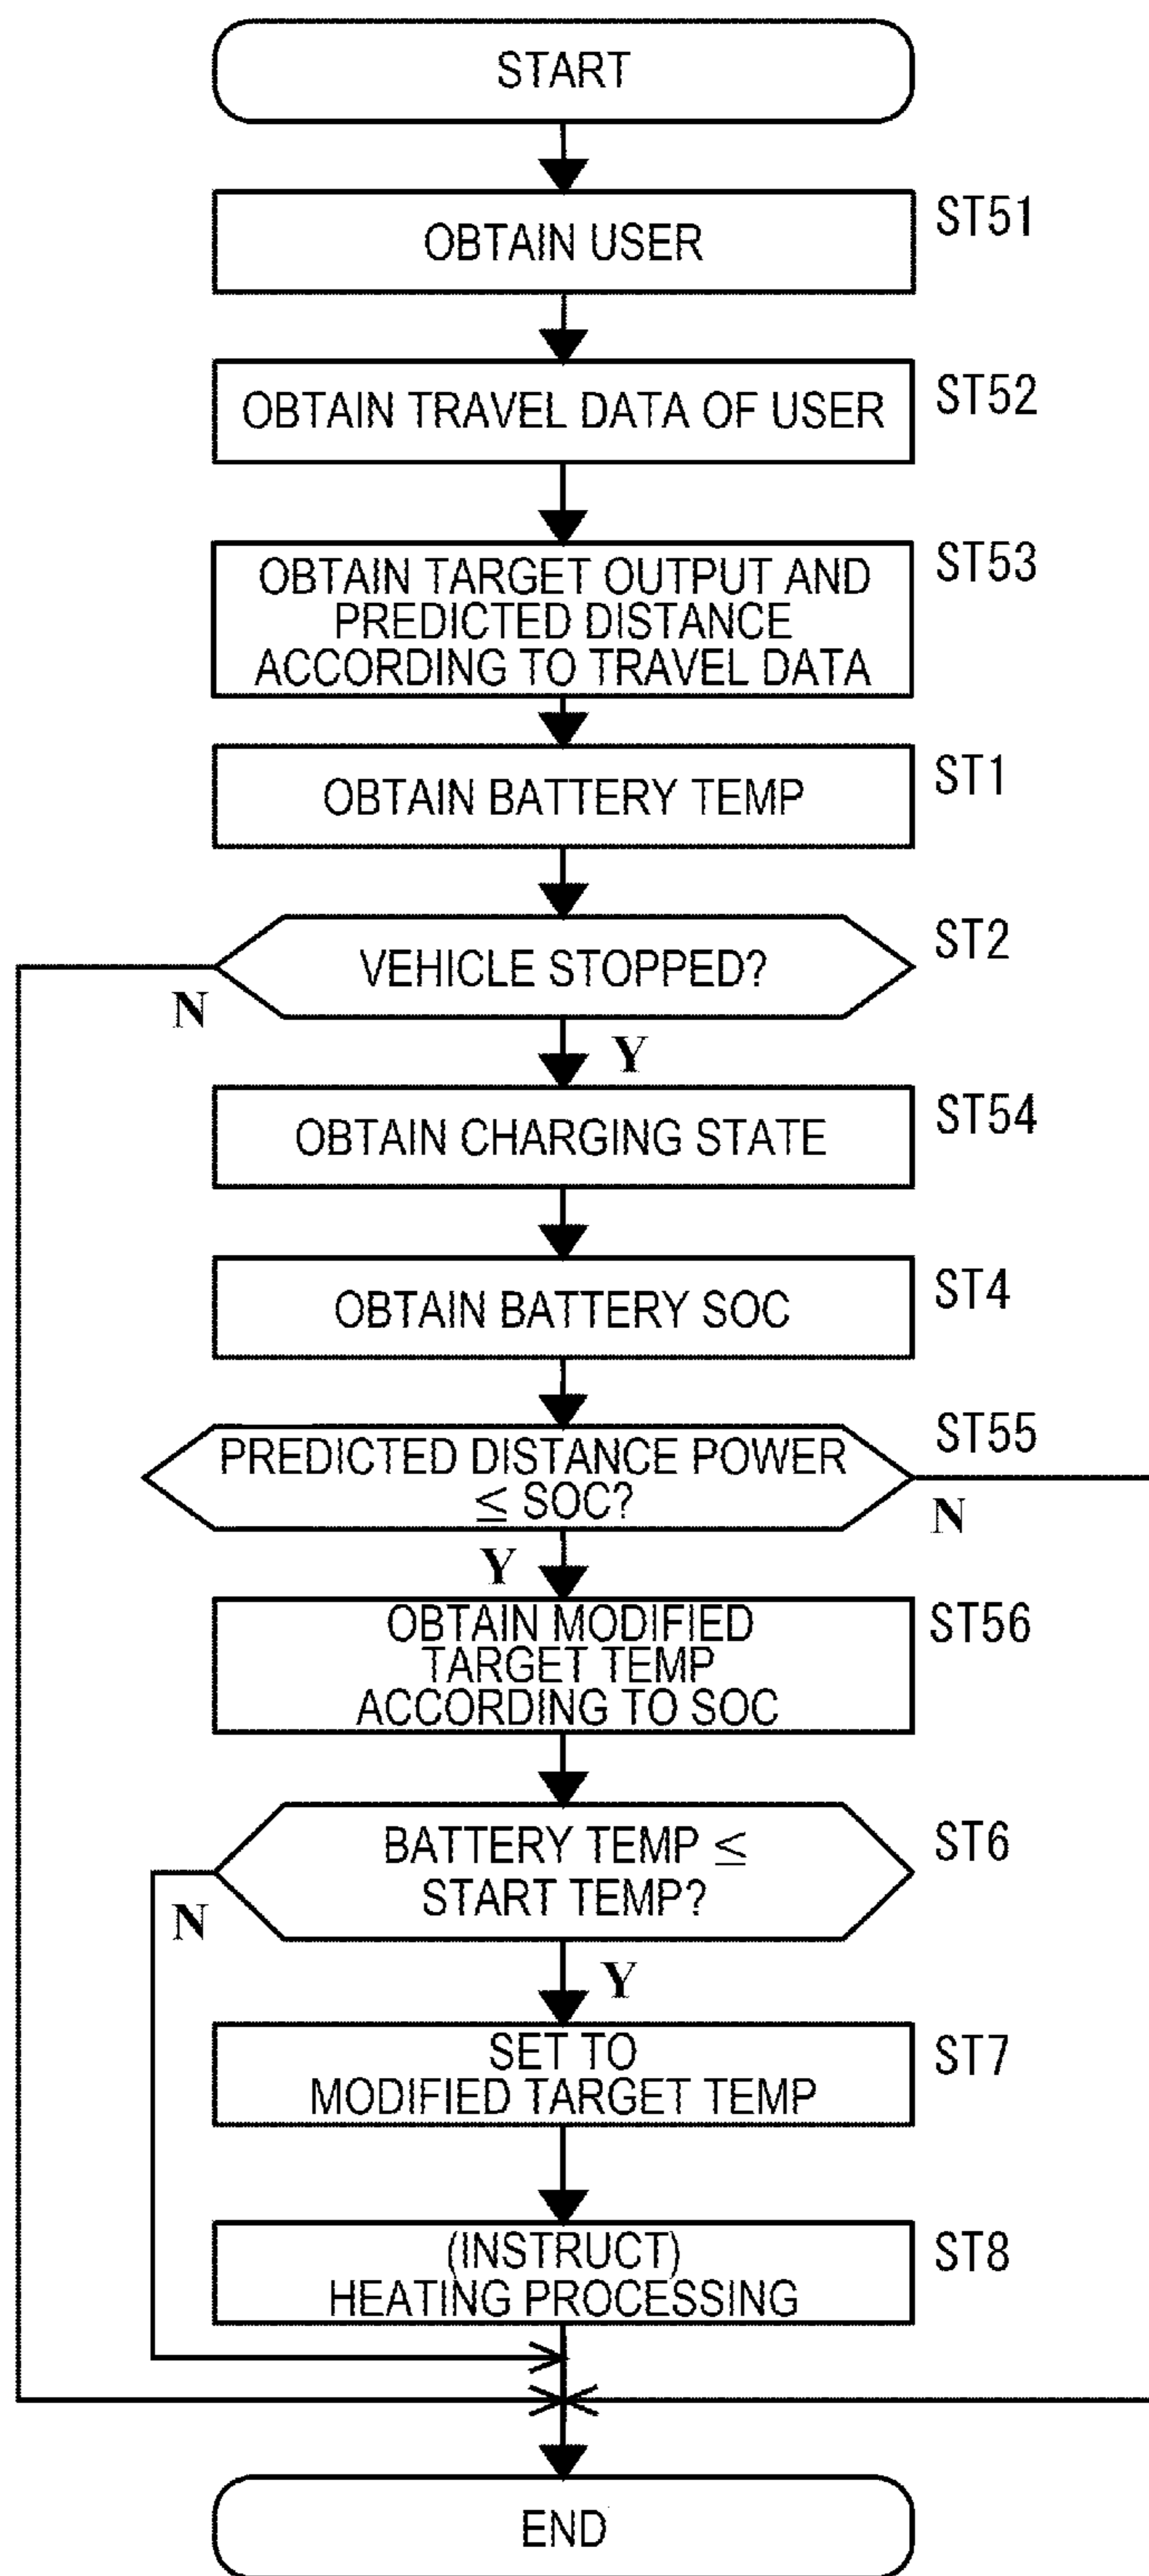 START
OBTAIN USER
ST51
OBTAIN TRAVEL DATA OF USER
ST52
OBTAIN TARGET OUTPUT AND
PREDICTED DISTANCE
ACCORDING TO TRAVEL DATA
ST53
OBTAIN BATTERY TEMP
ST1
VEHICLE STOPPED?
ST2
N
Y
OBTAIN CHARGING STATE
ST54
OBTAIN BATTERY SOC
ST4
PREDICTED DISTANCE POWER
≤ SOC?
ST55
N
Y
OBTAIN MODIFIED
TARGET TEMP
ACCORDING TO SOC
ST56
BATTERY TEMP ≤
START TEMP?
ST6
N
Y
SET TO
MODIFIED TARGET TEMP
ST7
(INSTRUCT)
HEATING PROCESSING
ST8
END